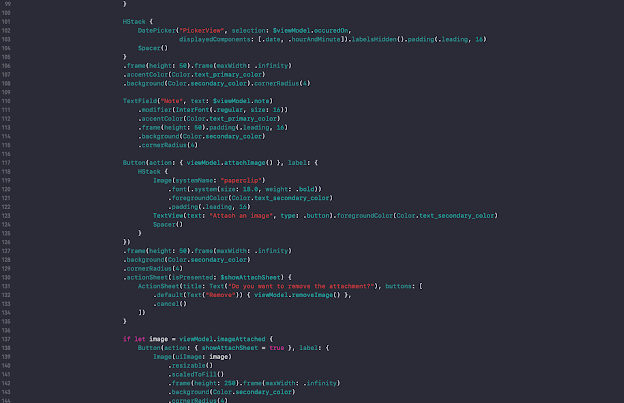 99 }
100
101 HStack {
102 DatePicker("PickerView", selection: $viewModel.occuredOn,
103 displayedComponents: [.date, .hourAndMinute]).labelsHidden().padding(.leading, 16)
104 Spacer()
105 }
106 .frame(height: 50).frame(maxWidth: .infinity)
107 .accentColor(Color.text_primary_color)
108 .background(Color.secondary_color).cornerRadius(4)
109
110 TextField("Note", text: $viewModel.note)
111 .modifier(InterFont(.regular, size: 16))
112 .accentColor(Color.text_primary_color)
113 .frame(height: 50).padding(.leading, 16)
114 .background(Color.secondary_color)
115 .cornerRadius(4)
116
117 Button(action: { viewModel.attachImage() }, label: {
118 HStack {
119 Image(systemName: "paperclip")
120 .font(.system(size: 18.0, weight: .bold))
121 .foregroundColor(Color.text_secondary_color)
122 .padding(.leading, 16)
123 TextView(text: "Attach an image", type: .button).foregroundColor(Color.text_secondary_color)
124 Spacer()
125 }
126 })
127 .frame(height: 50).frame(maxWidth: .infinity)
128 .background(Color.secondary_color)
129 .cornerRadius(4)
130 .actionSheet(isPresented: $showAttachSheet) {
131 ActionSheet(title: Text("Do you want to remove the attachment?"), buttons: [
132 .default(Text("Remove")) { viewModel.removeImage() },
133 .cancel()
134 ])
135 }
136
137 if let image = viewModel.imageAttached {
138 Button(action: { showAttachSheet = true }, label: {
139 Image(uiImage: image)
140 .resizable()
141 .scaledToFill()
142 .frame(height: 250).frame(maxWidth: .infinity)
143 .background(Color.secondary_color)
144 .cornerRadius(4)